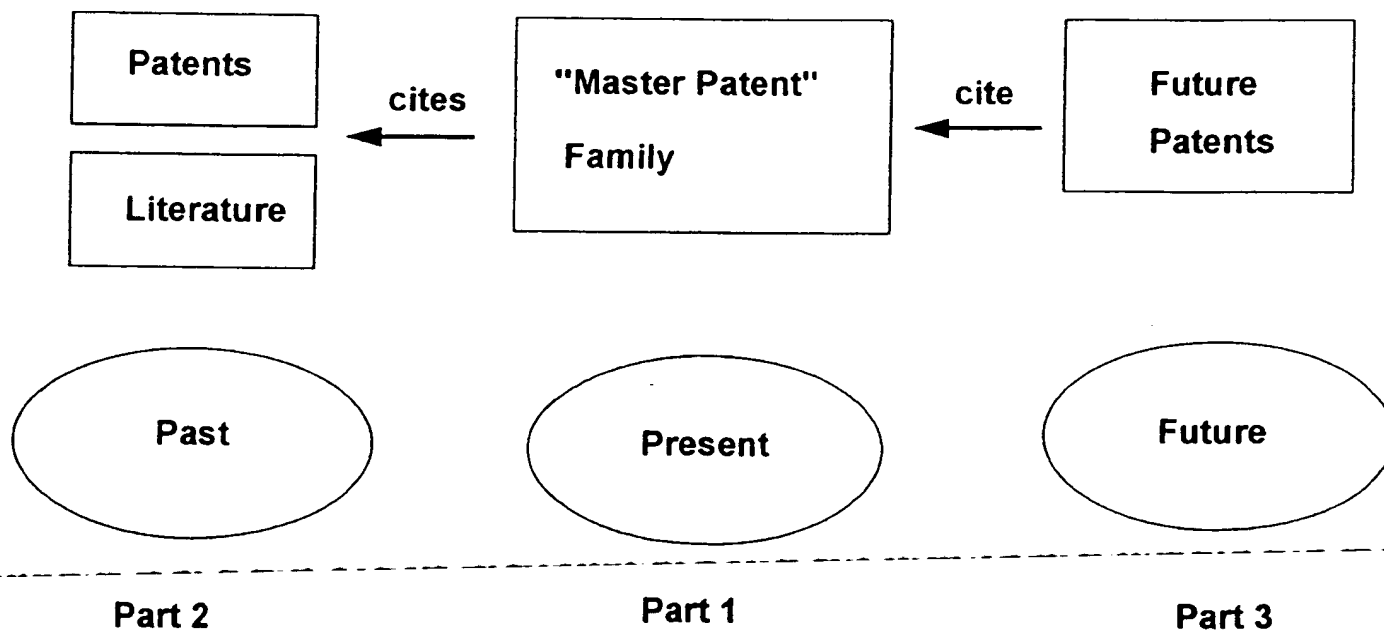 Patents
cites
Literature
"Master Patent"
Family
cite
Future
Patents
Past
Present
Future
Part 2
Part 1
Part 3